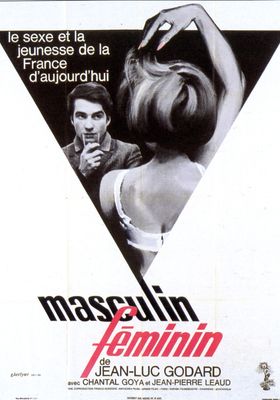 le sexe et la
jeunesse de la
France
d'aujourd'hui
masculin
féminin
de
JEAN-LUC GODARD
avec CHANTAL GOYA et JEAN-PIERRE LEAUD